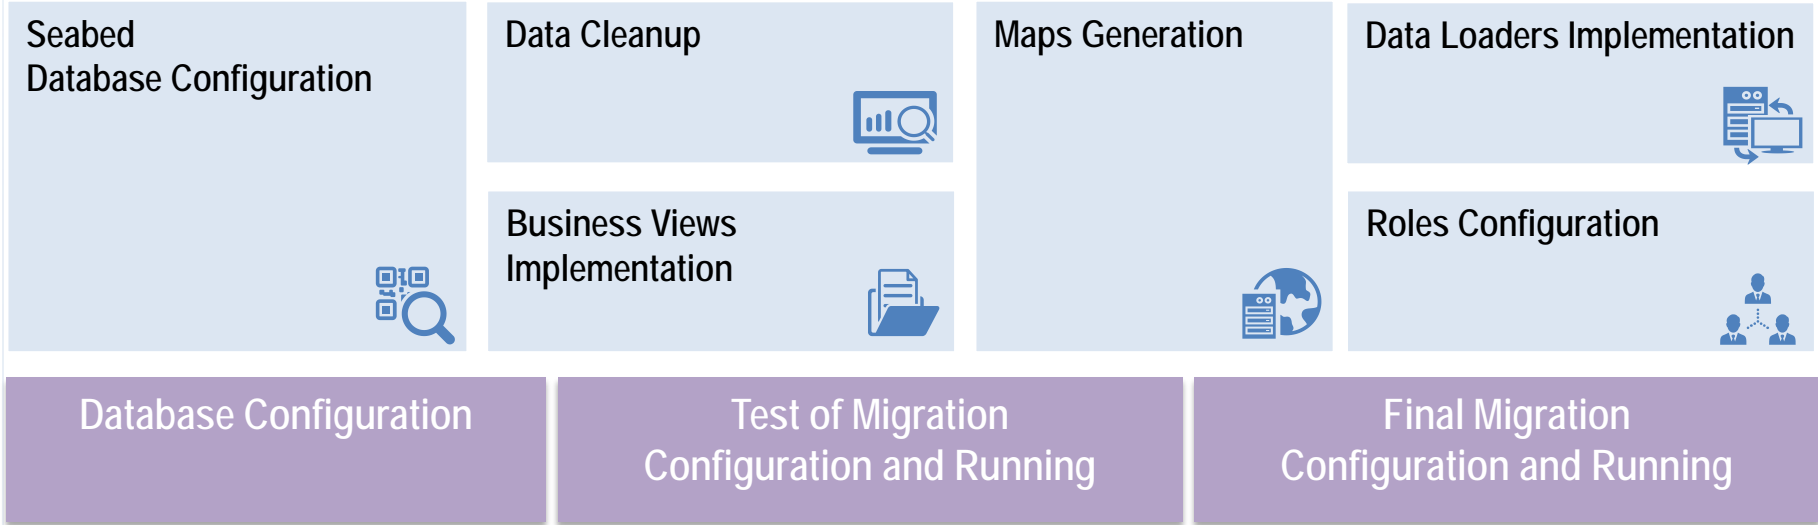 Seabed
Database Configuration
Data Cleanup
Business Views
Implementation
Maps Generation
Data Loaders Implementation
Roles Configuration
Database Configuration
Test of Migration
Configuration and Running
Final Migration
Configuration and Running